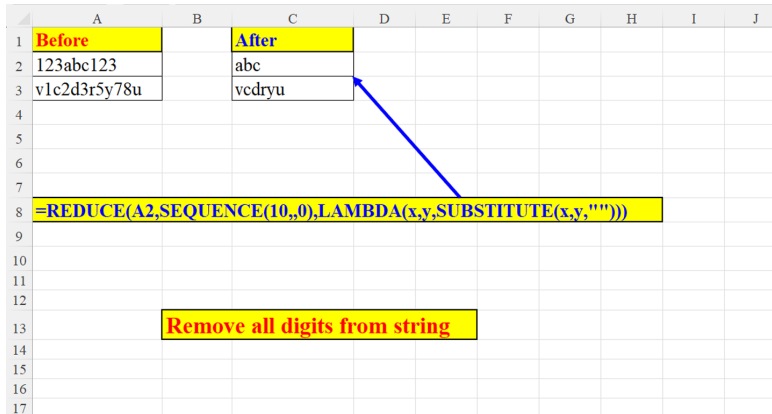 A B C D E F G H I J
1 Before After
2 123abc123 abc
3 v1c2d3r5y78u vcdryu
4
5
6
7
8 =REDUCE(A2,SEQUENCE(10,,0),LAMBDA(x,y,SUBSTITUTE(x,y,"")))
9
10
11
12
13 Remove all digits from string
14
15
16
17